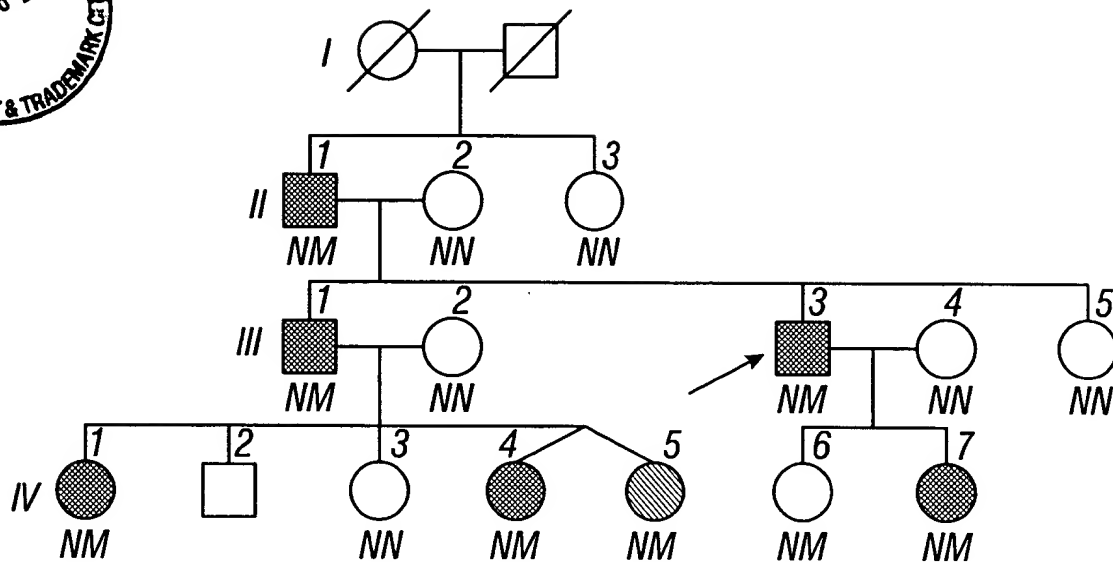 & TRADEMARK
I
1 2 3
II
NM NN NN
1 2 3 4 5
III
NM NN NM NN NN
1 2 3 4 5 6 7
IV
NM NN NM NM NM NM